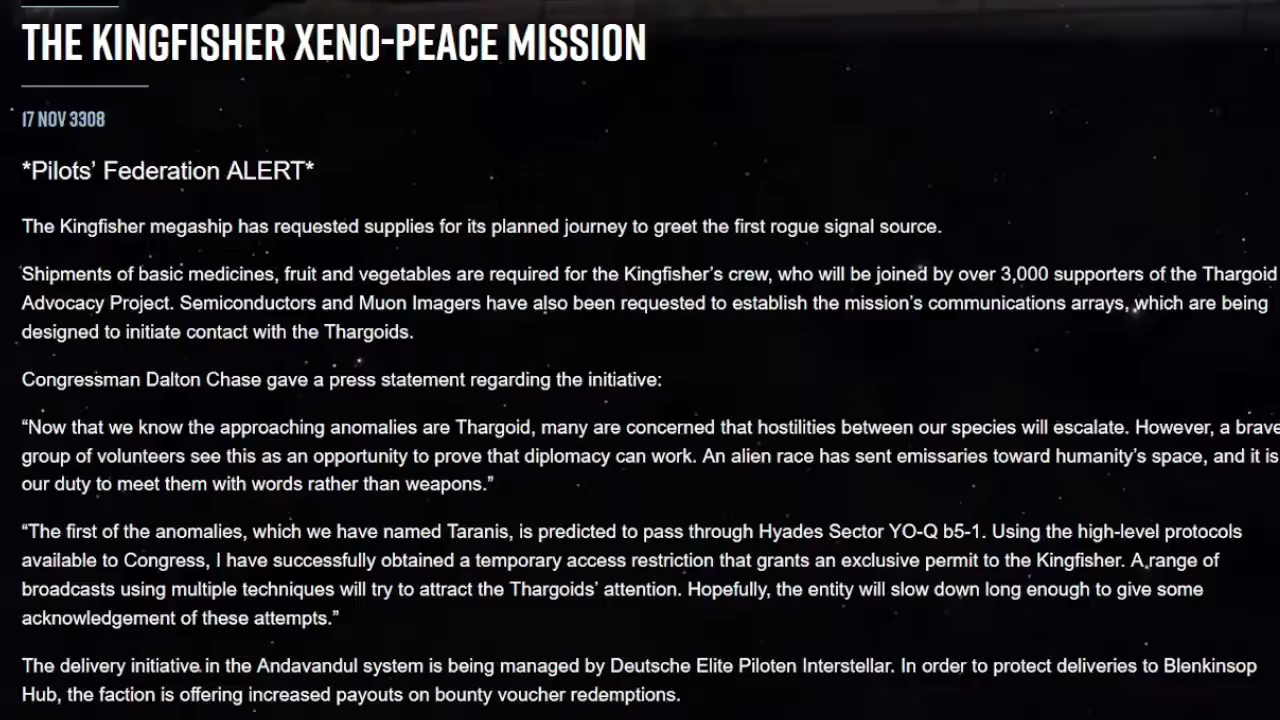 THE KINGFISHER XENO-PEACE MISSION
17 NOV 3308
*Pilots’ Federation ALERT*
The Kingfisher megaship has requested supplies for its planned journey to greet the first rogue signal source.
Shipments of basic medicines, fruit and vegetables are required for the Kingfisher’s crew, who will be joined by over 3,000 supporters of the Thargoid
Advocacy Project. Semiconductors and Muon Imagers have also been requested to establish the mission’s communications arrays, which are being
designed to initiate contact with the Thargoids.
Congressman Dalton Chase gave a press statement regarding the initiative:
“Now that we know the approaching anomalies are Thargoid, many are concerned that hostilities between our species will escalate. However, a brave
group of volunteers see this as an opportunity to prove that diplomacy can work. An alien race has sent emissaries toward humanity’s space, and it is
our duty to meet them with words rather than weapons.”
“The first of the anomalies, which we have named Taranis, is predicted to pass through Hyades Sector YO-Q b5-1. Using the high-level protocols
available to Congress, I have successfully obtained a temporary access restriction that grants an exclusive permit to the Kingfisher. A range of
broadcasts using multiple techniques will try to attract the Thargoids’ attention. Hopefully, the entity will slow down long enough to give some
acknowledgement of these attempts.”
The delivery initiative in the Andavandul system is being managed by Deutsche Elite Piloten Interstellar. In order to protect deliveries to Blenkinsop
Hub, the faction is offering increased payouts on bounty voucher redemptions.